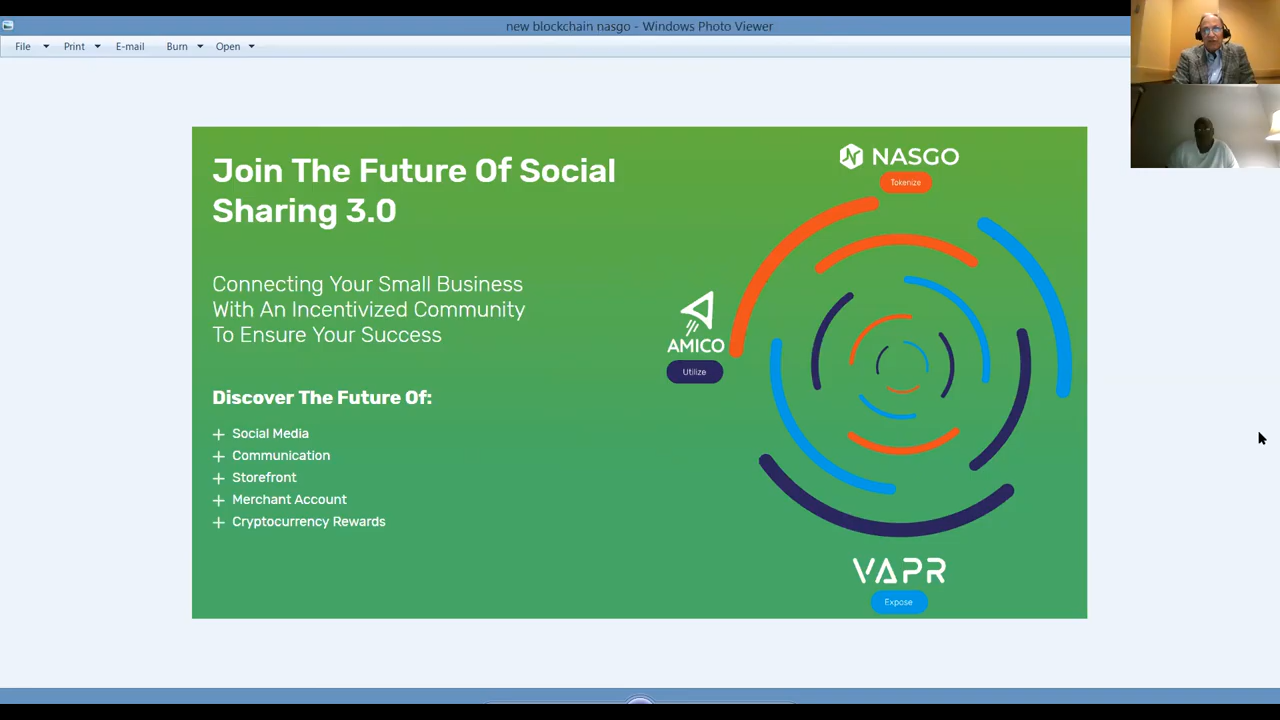 new blockchain nasgo - Windows Photo Viewer
File Print E-mail Burn Open
Join The Future Of Social
Sharing 3.0
Connecting Your Small Business
With An Incentivized Community
To Ensure Your Success
Discover The Future Of:
Social Media
Communication
Storefront
Merchant Account
Cryptocurrency Rewards
NASGO
Tokenize
AMICO
Utilize
VAPR
Expose